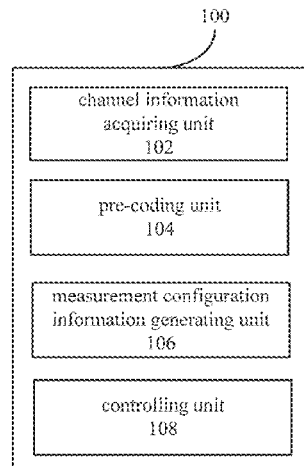 100
channel information
acquiring unit
102
pre-coding unit
104
measurement configuration
information generating unit
106
controlling unit
108